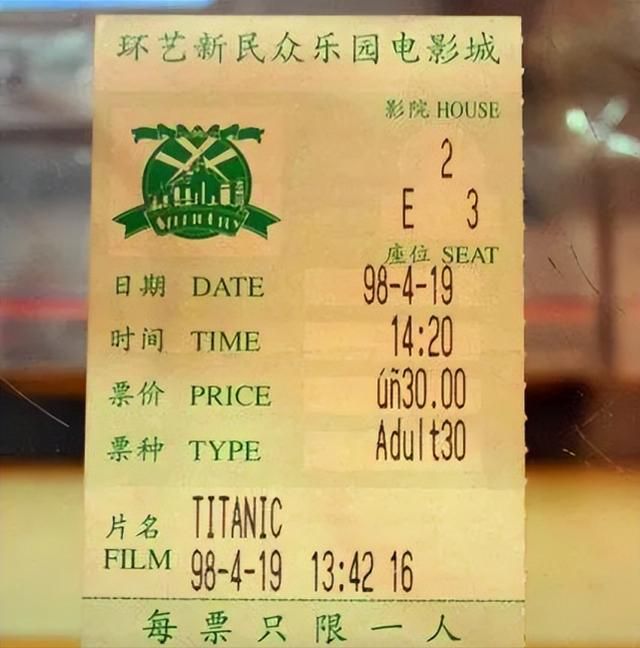 环艺新民众乐园电影城
影院 HOUSE
2
E 3
座位 SEAT
日期 DATE 98-4-19
时间 TIME 14:20
票价 PRICE úñ30.00
票种 TYPE Adult30
片名 TITANIC
FILM 98-4-19 13:42 16
每票只限一人